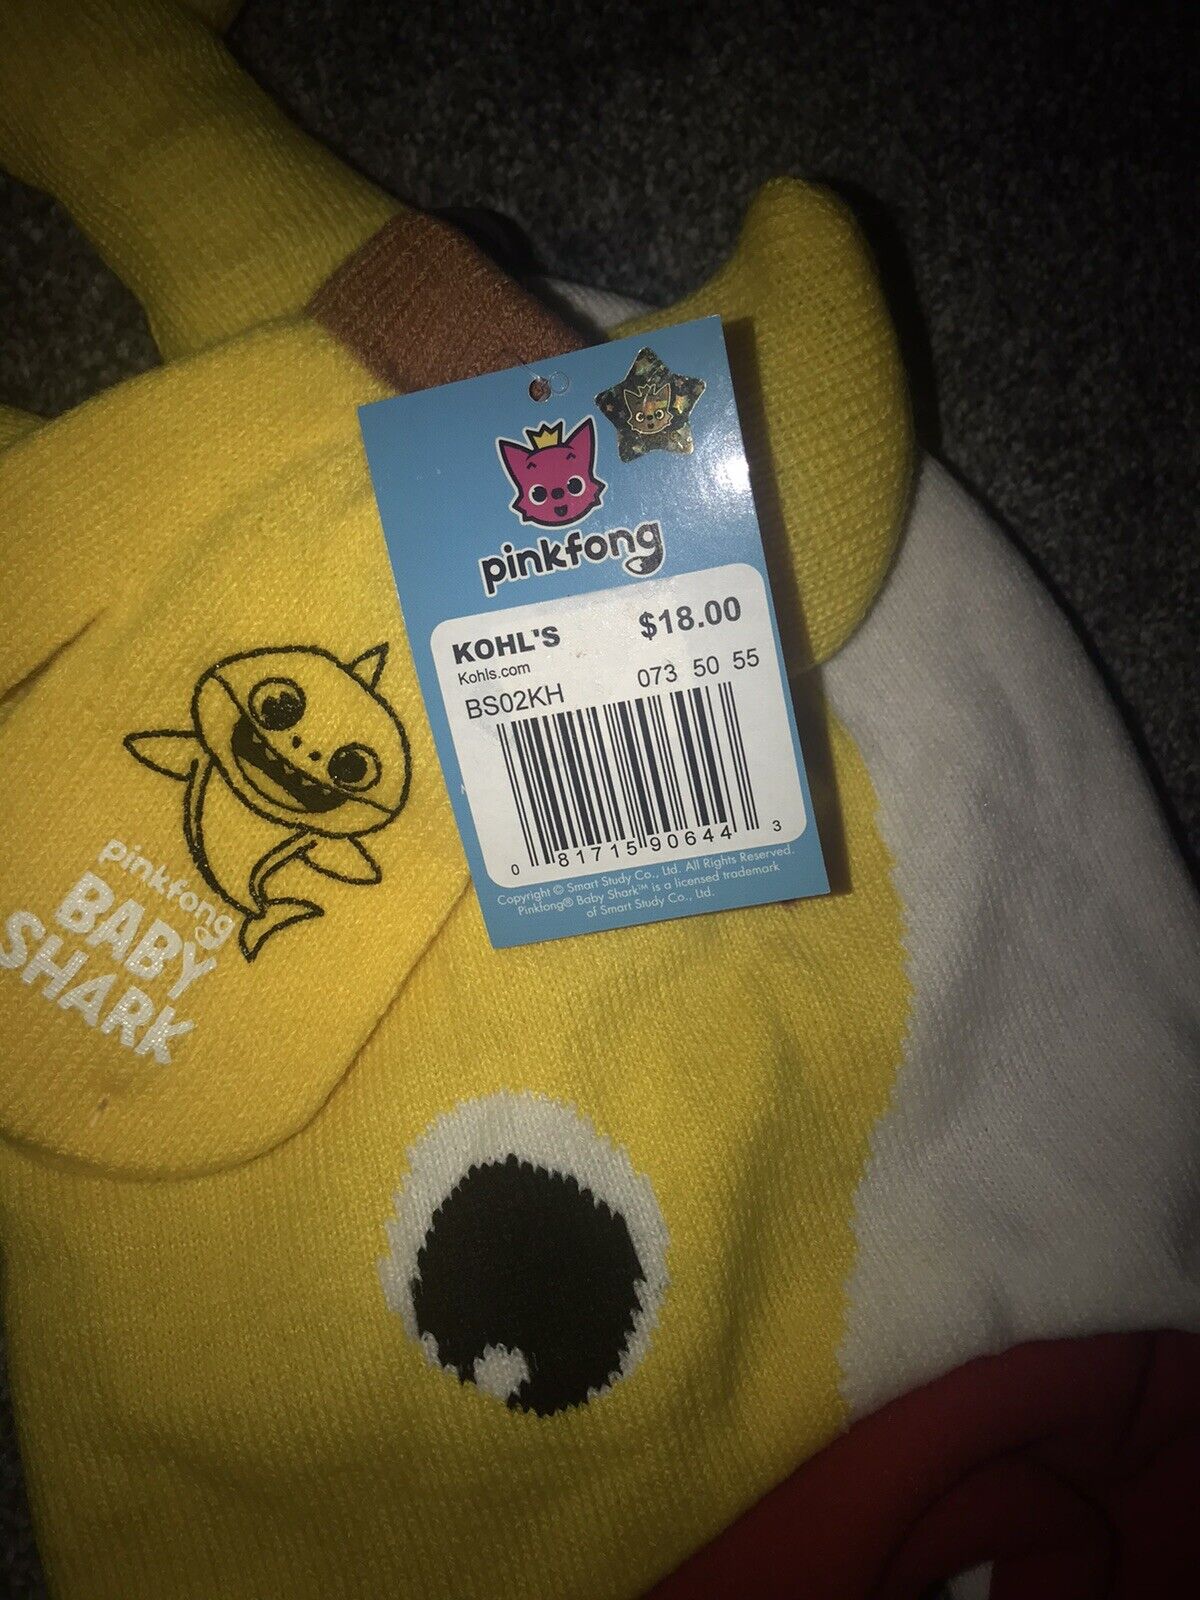 pinkfong
KOHL'S $18.00
Kohls.com
BS02KH 073 50 55
0 81715 90644 3
Copyright © Smart Study Co., Ltd. All Rights Reserved.
Pinkfong® Baby Shark™ is a licensed trademark
of Smart Study Co., Ltd.
pinkfong
BABY
SHARK